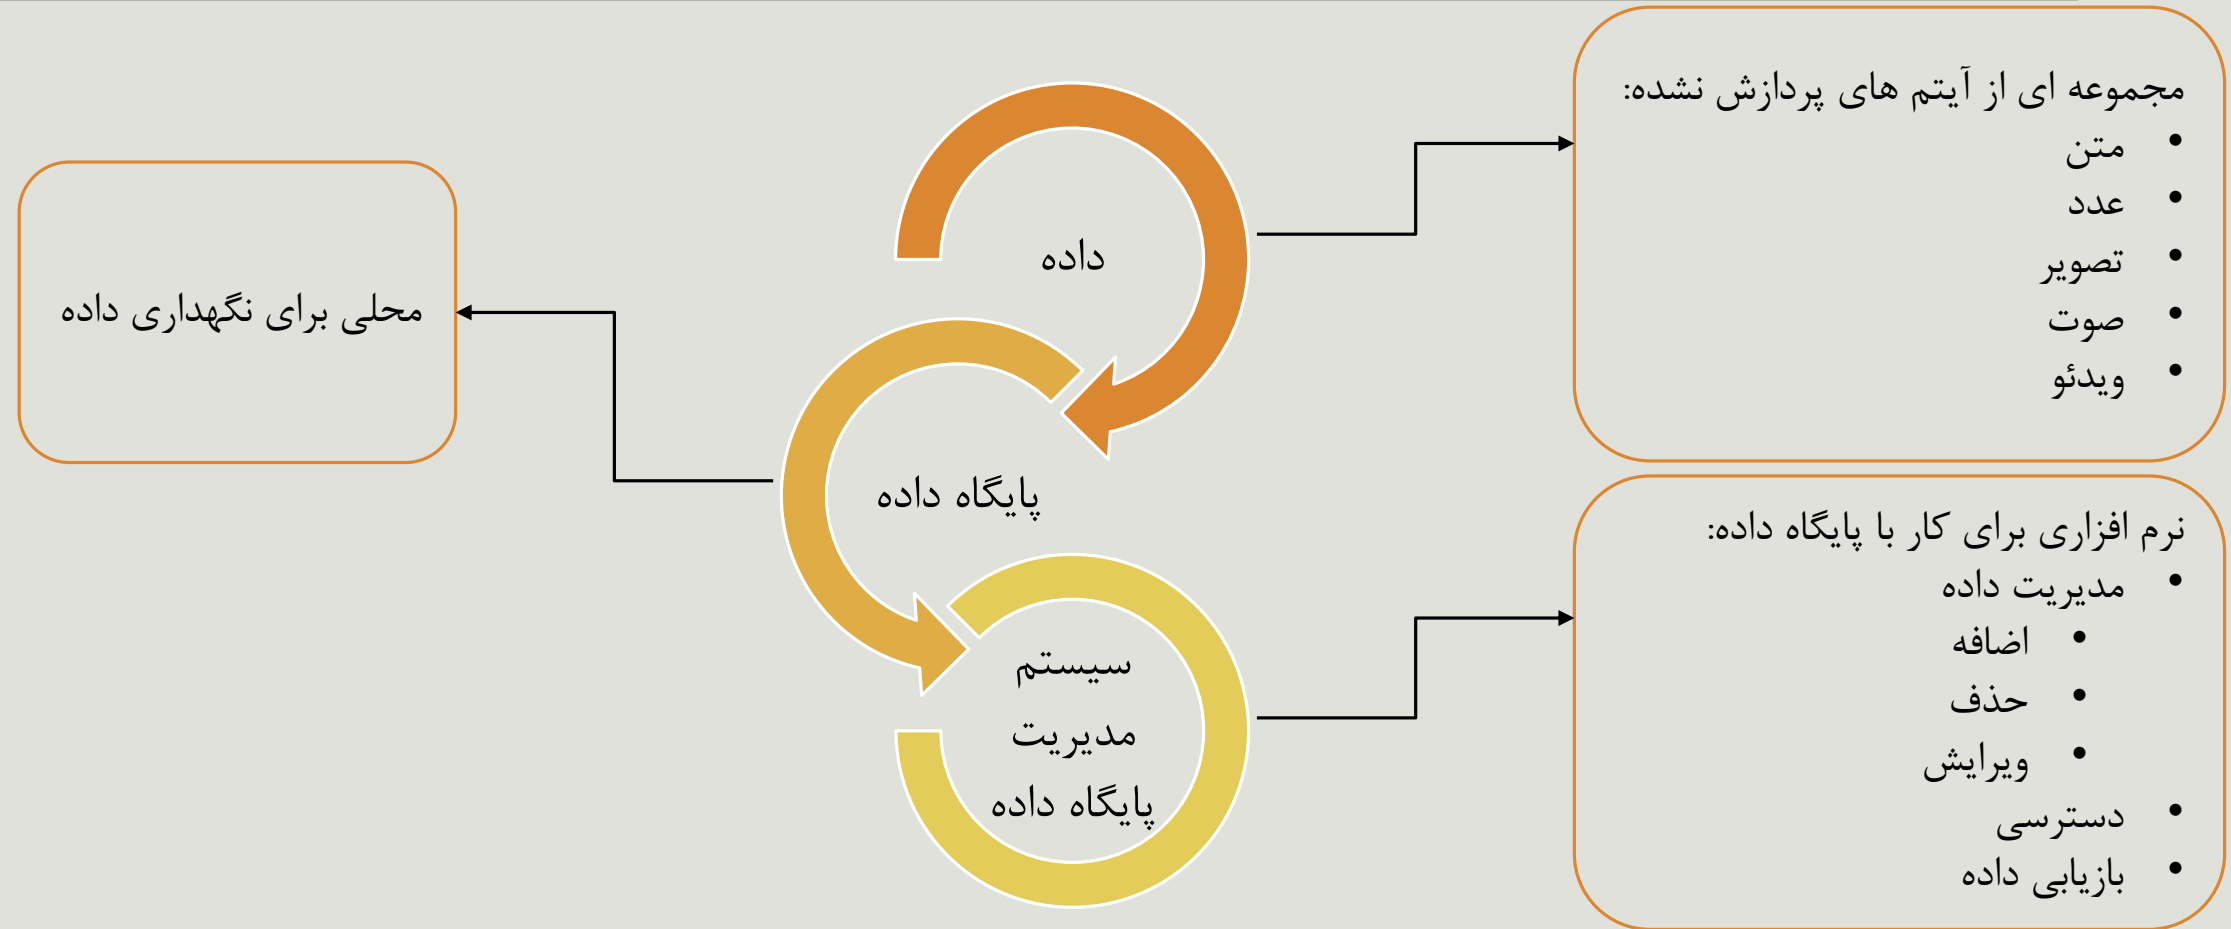 مجموعه ای از آیتم های پردازش نشده:
• متن
• عدد
• تصویر
• صوت
• ویدئو
داده
محلی برای نگهداری داده
پایگاه داده
نرم افزاری برای کار با پایگاه داده:
• مدیریت داده
• اضافه
• حذف
• ویرایش
• دسترسی
• بازیابی داده
سیستم
مدیریت
پایگاه داده